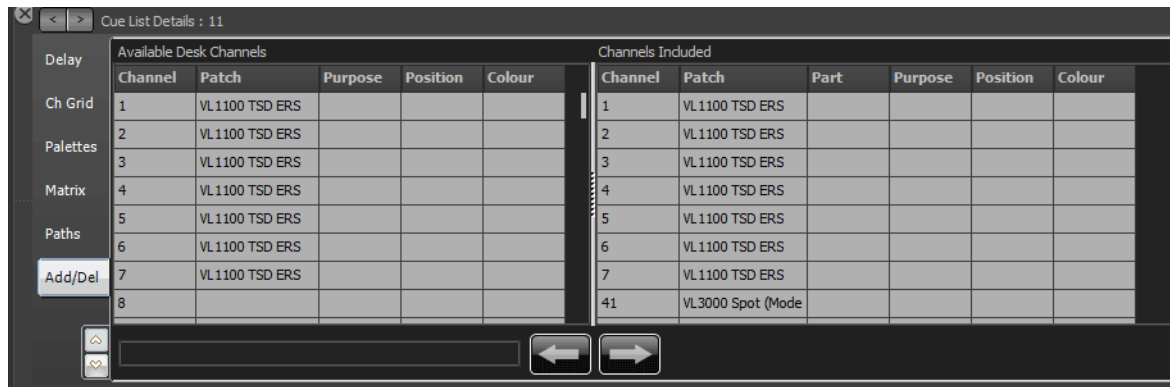 < > Cue List Details : 11
Delay
Ch Grid
Palettes
Matrix
Paths
Add/Del
Available Desk Channels
Channel Patch Purpose Position Colour
1 VL1100 TSD ERS
2 VL1100 TSD ERS
3 VL1100 TSD ERS
4 VL1100 TSD ERS
5 VL1100 TSD ERS
6 VL1100 TSD ERS
7 VL1100 TSD ERS
8
Channels Included
Channel Patch Part Purpose Position Colour
1 VL1100 TSD ERS
2 VL1100 TSD ERS
3 VL1100 TSD ERS
4 VL1100 TSD ERS
5 VL1100 TSD ERS
6 VL1100 TSD ERS
7 VL1100 TSD ERS
41 VL3000 Spot (Mode